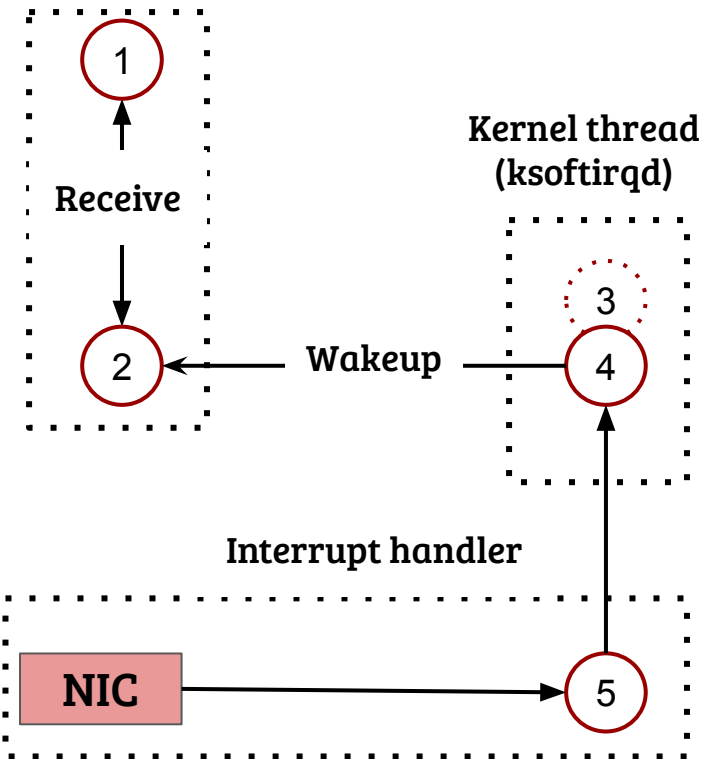 1
Kernel thread
(ksoftirqd)
Receive
3
2
Wakeup
4
Interrupt handler
NIC
5